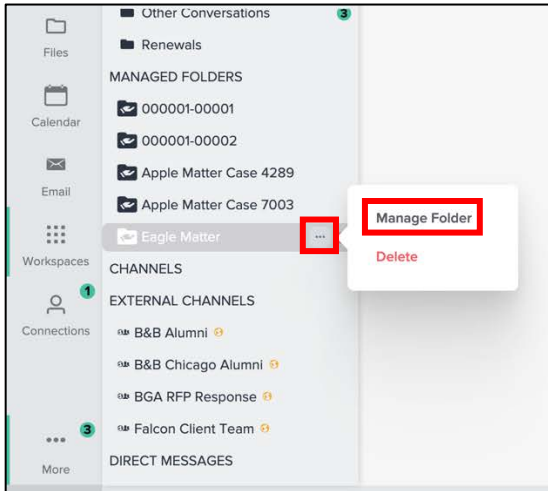 Other Conversations 3
Files
Renewals
MANAGED FOLDERS
000001-00001
Calendar
000001-00002
Email
Apple Matter Case 4289
Apple Matter Case 7003
Manage Folder
Eagle Matter ...
Workspaces
Delete
CHANNELS
1
EXTERNAL CHANNELS
Connections
B&B Alumni
B&B Chicago Alumni
BGA RFP Response
Falcon Client Team
3
More
DIRECT MESSAGES